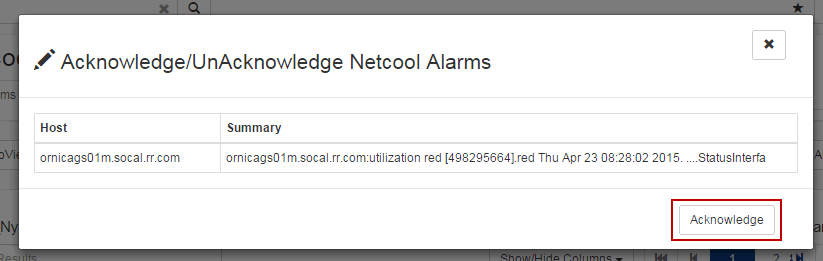 Acknowledge/UnAcknowledge Netcool Alarms
Host Summary
ornicags01m.socal.rr.com ornicags01m.socal.rr.com:utilization red [498295664].red Thu Apr 23 08:28:02 2015. ....StatusInterfa
Acknowledge
Results Show/Hide Columns 1 2